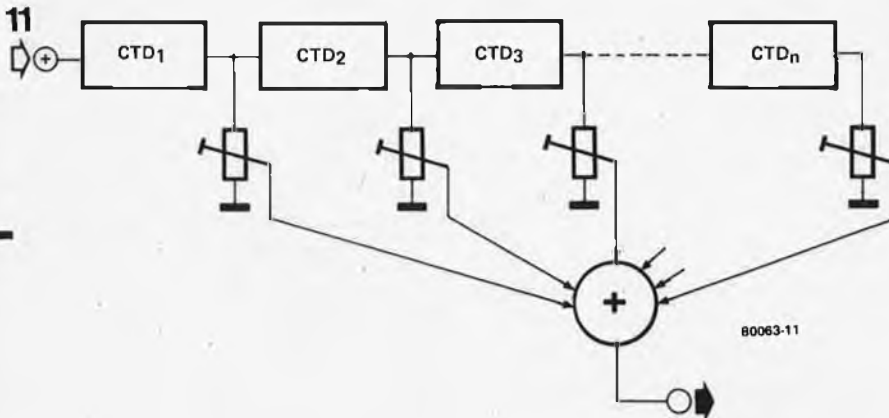 11
CTD1
CTD2
CTD3
CTDn
+
+
80063-11